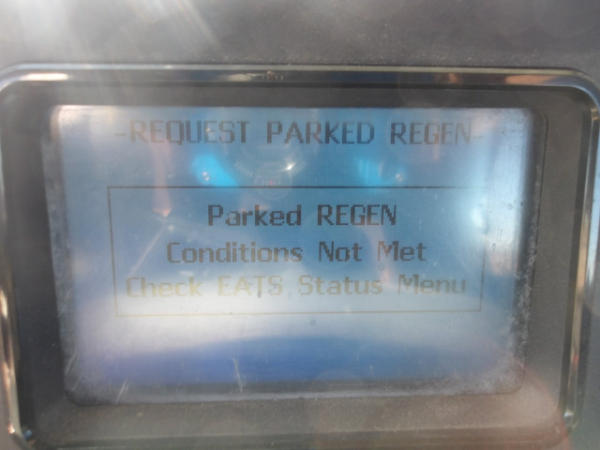 -REQUEST PARKED REGEN-
Parked REGEN
Conditions Not Met
Check EATS Status Menu